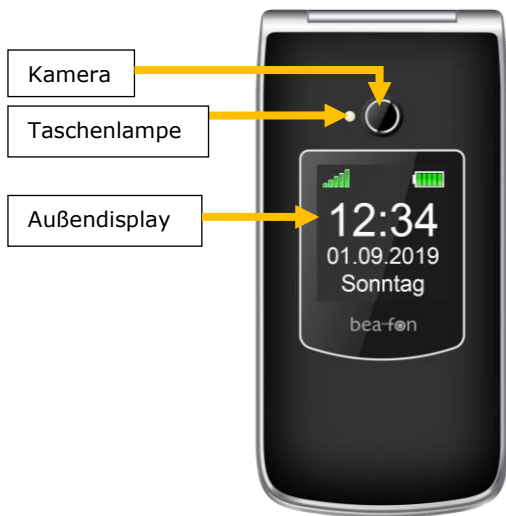 Kamera
Taschenlampe
Außendisplay
12:34
01.09.2019
Sonntag
bea-fon